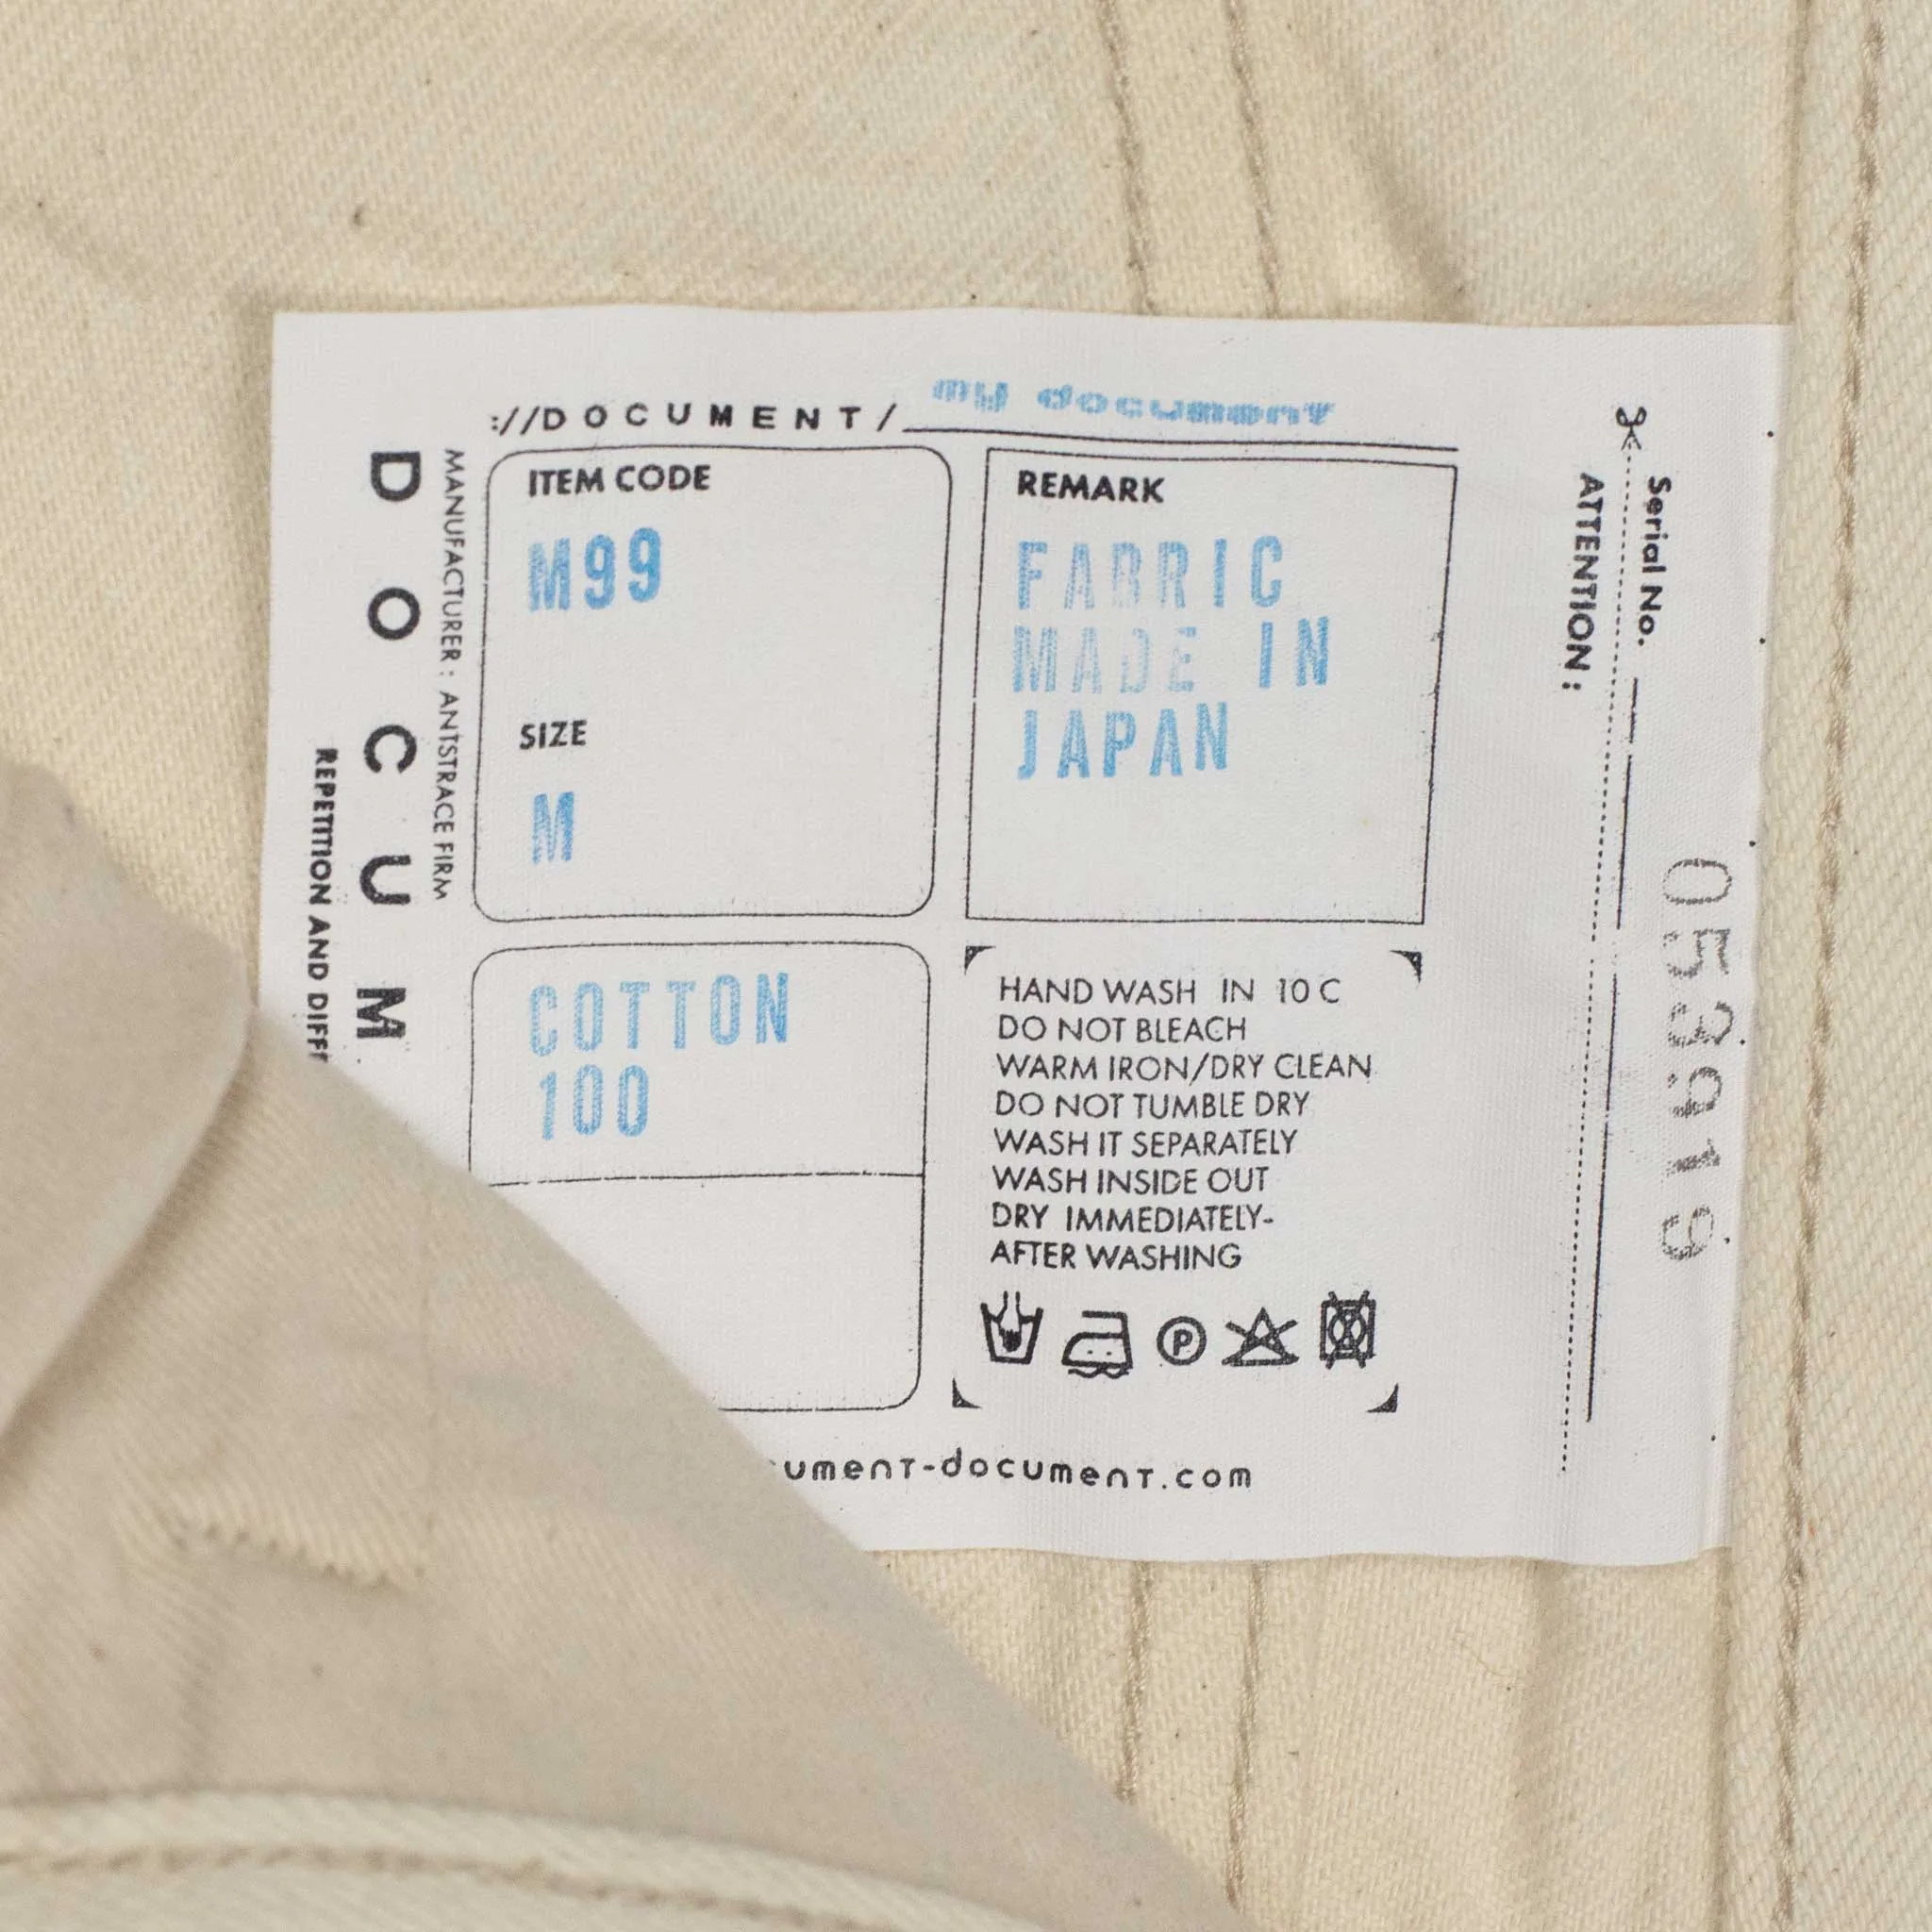 ://DOCUMENT/ my document
ITEM CODE
M99
SIZE
M
REMARK
FABRIC
MADE IN
JAPAN
COTTON
100
HAND WASH IN 10 C
DO NOT BLEACH
WARM IRON/DRY CLEAN
DO NOT TUMBLE DRY
WASH IT SEPARATELY
WASH INSIDE OUT
DRY IMMEDIATELY-
AFTER WASHING
P
ument-document.com
MANUFACTURER : ANTSTRACE FIRM
DOCUM
REPETITION AND DIFF
ATTENTION :
Serial No.